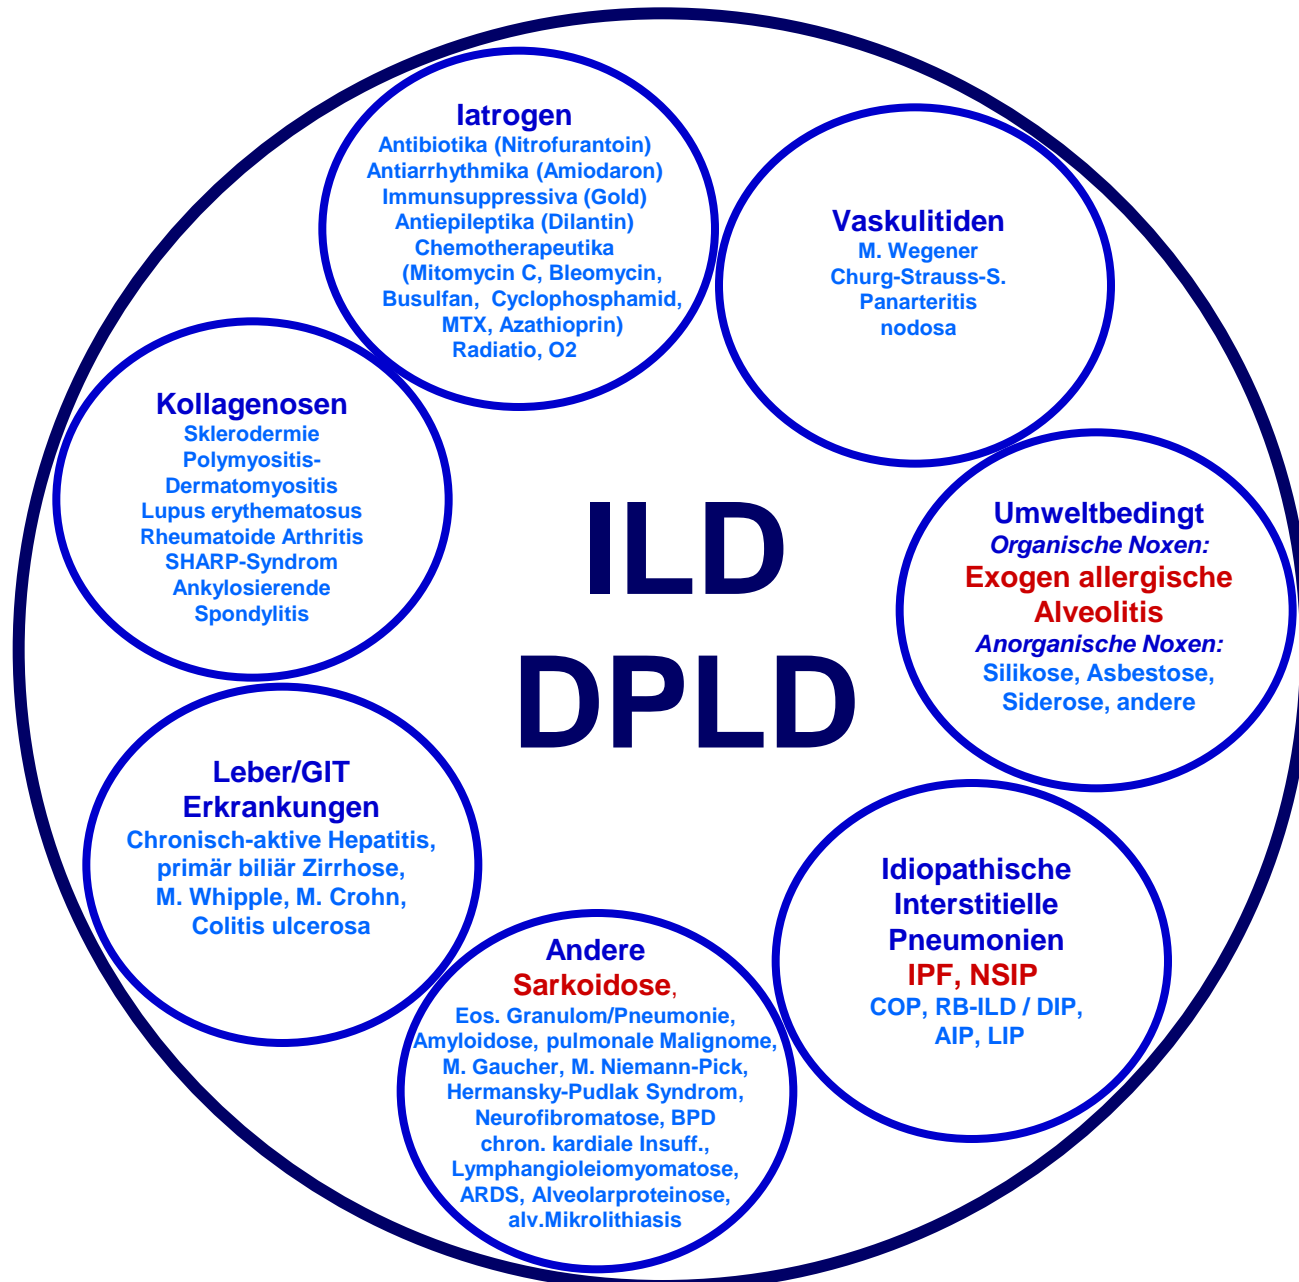 Iatrogen
Antibiotika (Nitrofurantoin)
Antiarrhythmika (Amiodaron)
Immunsuppressiva (Gold)
Antiepileptika (Dilantin)
Chemotherapeutika
(Mitomycin C, Bleomycin,
Busulfan, Cyclophosphamid,
MTX, Azathioprin)
Radiatio, O2
Vaskulitiden
M. Wegener
Churg-Strauss-S.
Panarteritis
nodosa
Kollagenosen
Sklerodermie
Polymyositis-
Dermatomyositis
Lupus erythematosus
Rheumatoide Arthritis
SHARP-Syndrom
Ankylosierende
Spondylitis
ILD
DPLD
Umweltbedingt
Organische Noxen:
Exogen allergische
Alveolitis
Anorganische Noxen:
Silikose, Asbestose,
Siderose, andere
Leber/GIT
Erkrankungen
Chronisch-aktive Hepatitis,
primär biliär Zirrhose,
M. Whipple, M. Crohn,
Colitis ulcerosa
Idiopathische
Interstitielle
Pneumonien
IPF, NSIP
COP, RB-ILD / DIP,
AIP, LIP
Andere
Sarkoidose,
Eos. Granulom/Pneumonie,
Amyloidose, pulmonale Malignome,
M. Gaucher, M. Niemann-Pick,
Hermansky-Pudlak Syndrom,
Neurofibromatose, BPD
chron. kardiale Insuff.,
Lymphangioleiomyomatose,
ARDS, Alveolarproteinose,
alv.Mikrolithiasis